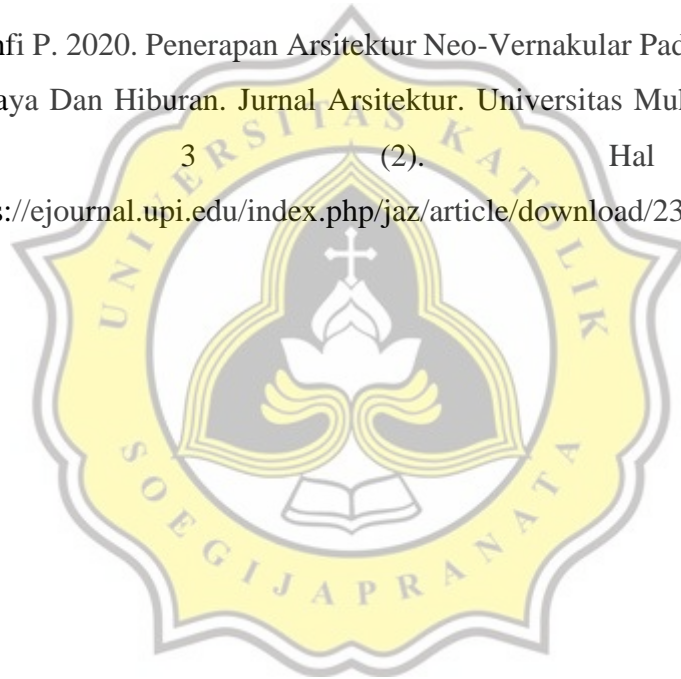 nfi P. 2020. Penerapan Arsitektur Neo-Vernakular Pad
aya Dan Hiburan. Jurnal Arsitektur. Universitas Mu
3 (2). Hal
s://ejournal.upi.edu/index.php/jaz/article/download/23
UNIVERSITAS KATOLIK
SOEGIJAPRANATA